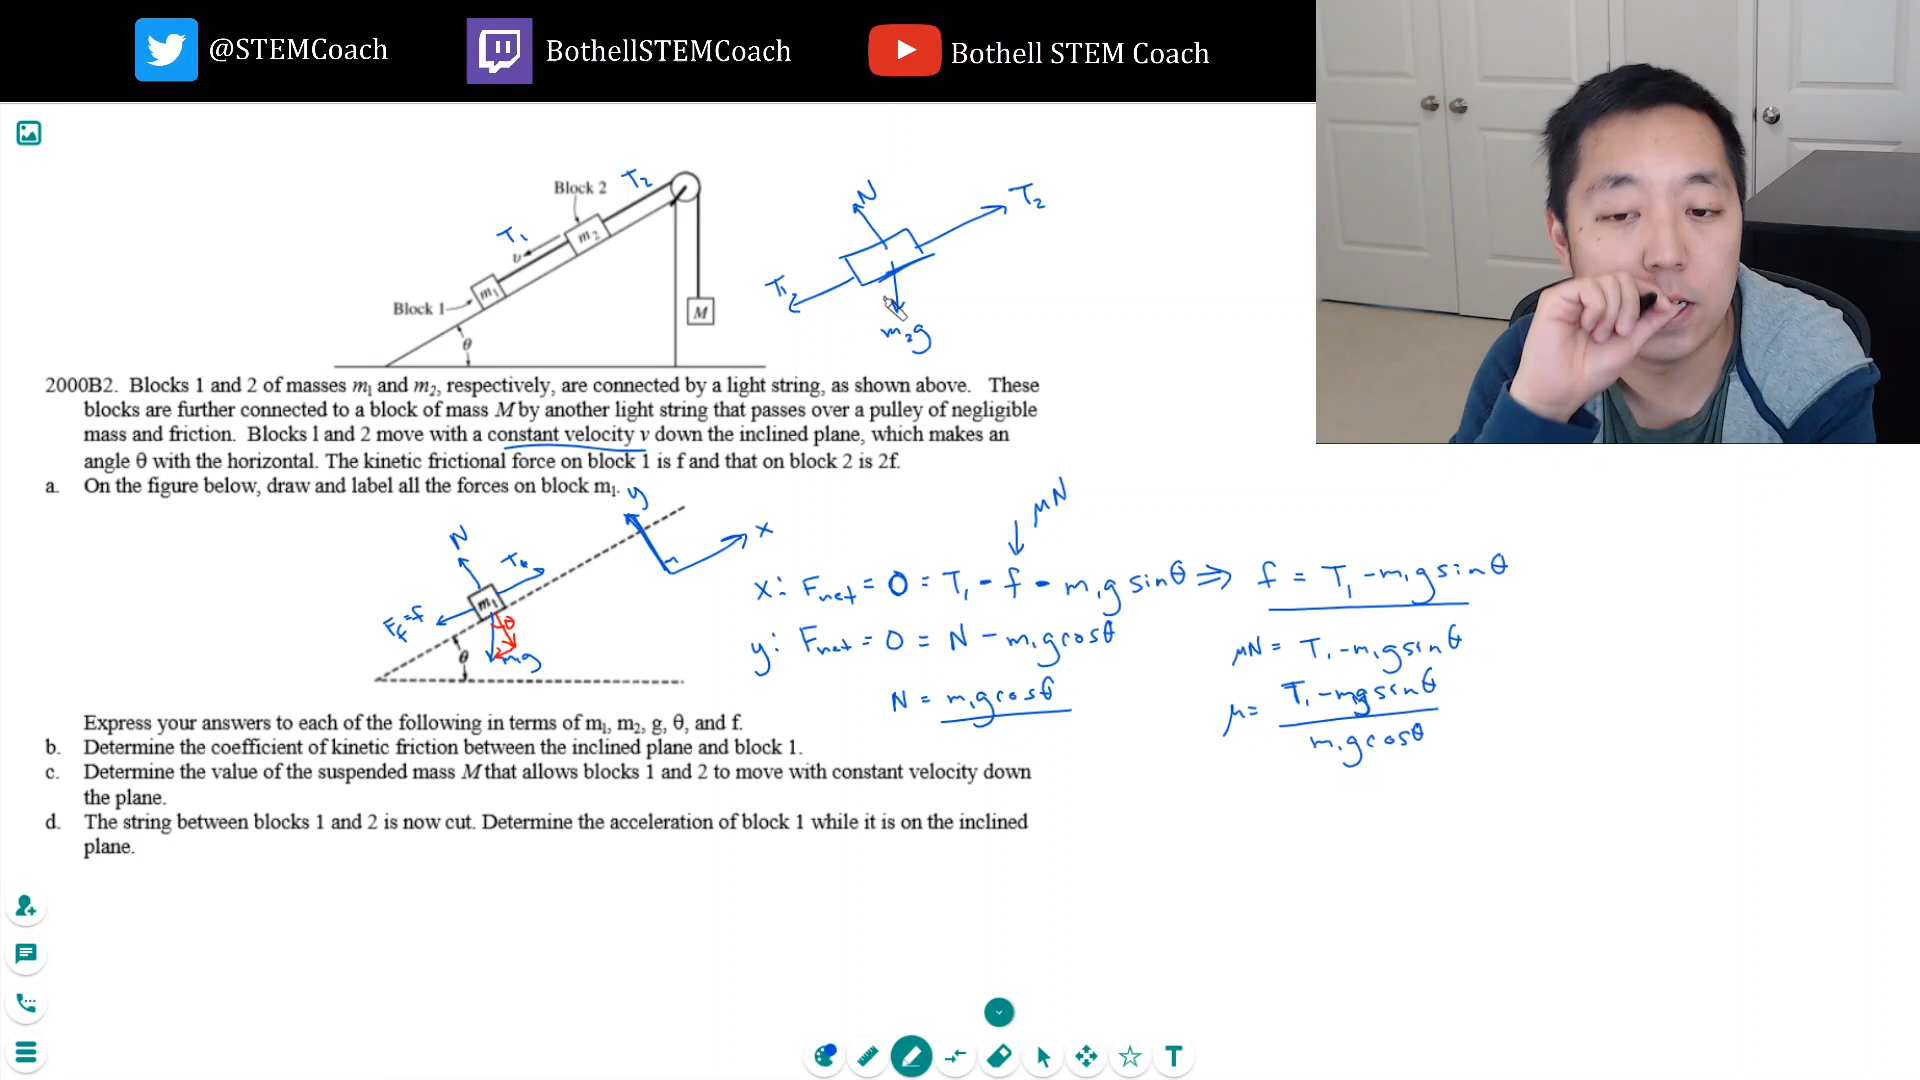 @STEMCoach
BothellSTEMCoach
Bothell STEM Coach
Block 2
T₂
T₁
υ
m₂
Block 1
m₁
M
θ
N
T₂
T₁
m₂g
2000B2. Blocks 1 and 2 of masses m₁ and m₂, respectively, are connected by a light string, as shown above. These
blocks are further connected to a block of mass M by another light string that passes over a pulley of negligible
mass and friction. Blocks 1 and 2 move with a constant velocity v down the inclined plane, which makes an
angle θ with the horizontal. The kinetic frictional force on block 1 is f and that on block 2 is 2f.
a. On the figure below, draw and label all the forces on block m₁.
y
x
N
m₁
F_f = f
θ
θ
mg
μN
x: Fnet = 0 = T₁ - f - m₁g sinθ ⇒ f = T₁ - m₁g sinθ
y: Fnet = 0 = N - m₁g cosθ
N = m₁g cosθ
μN = T₁ - m₁g sinθ
μ = T₁ - mg sinθ
m₁g cosθ
Express your answers to each of the following in terms of m₁, m₂, g, θ, and f.
b. Determine the coefficient of kinetic friction between the inclined plane and block 1.
c. Determine the value of the suspended mass M that allows blocks 1 and 2 to move with constant velocity down
the plane.
d. The string between blocks 1 and 2 is now cut. Determine the acceleration of block 1 while it is on the inclined
plane.
T